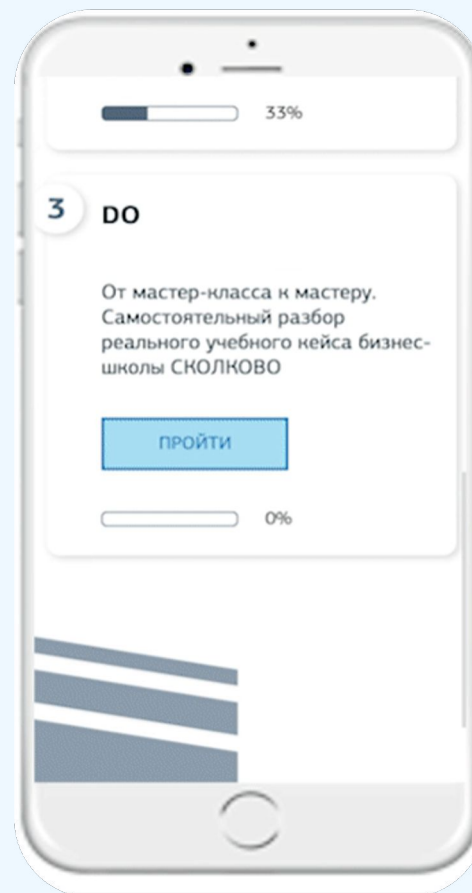 33%
3
DO
От мастер-класса к мастеру.
Самостоятельный разбор
реального учебного кейса бизнес-
школы СКОЛКОВО
ПРОЙТИ
0%